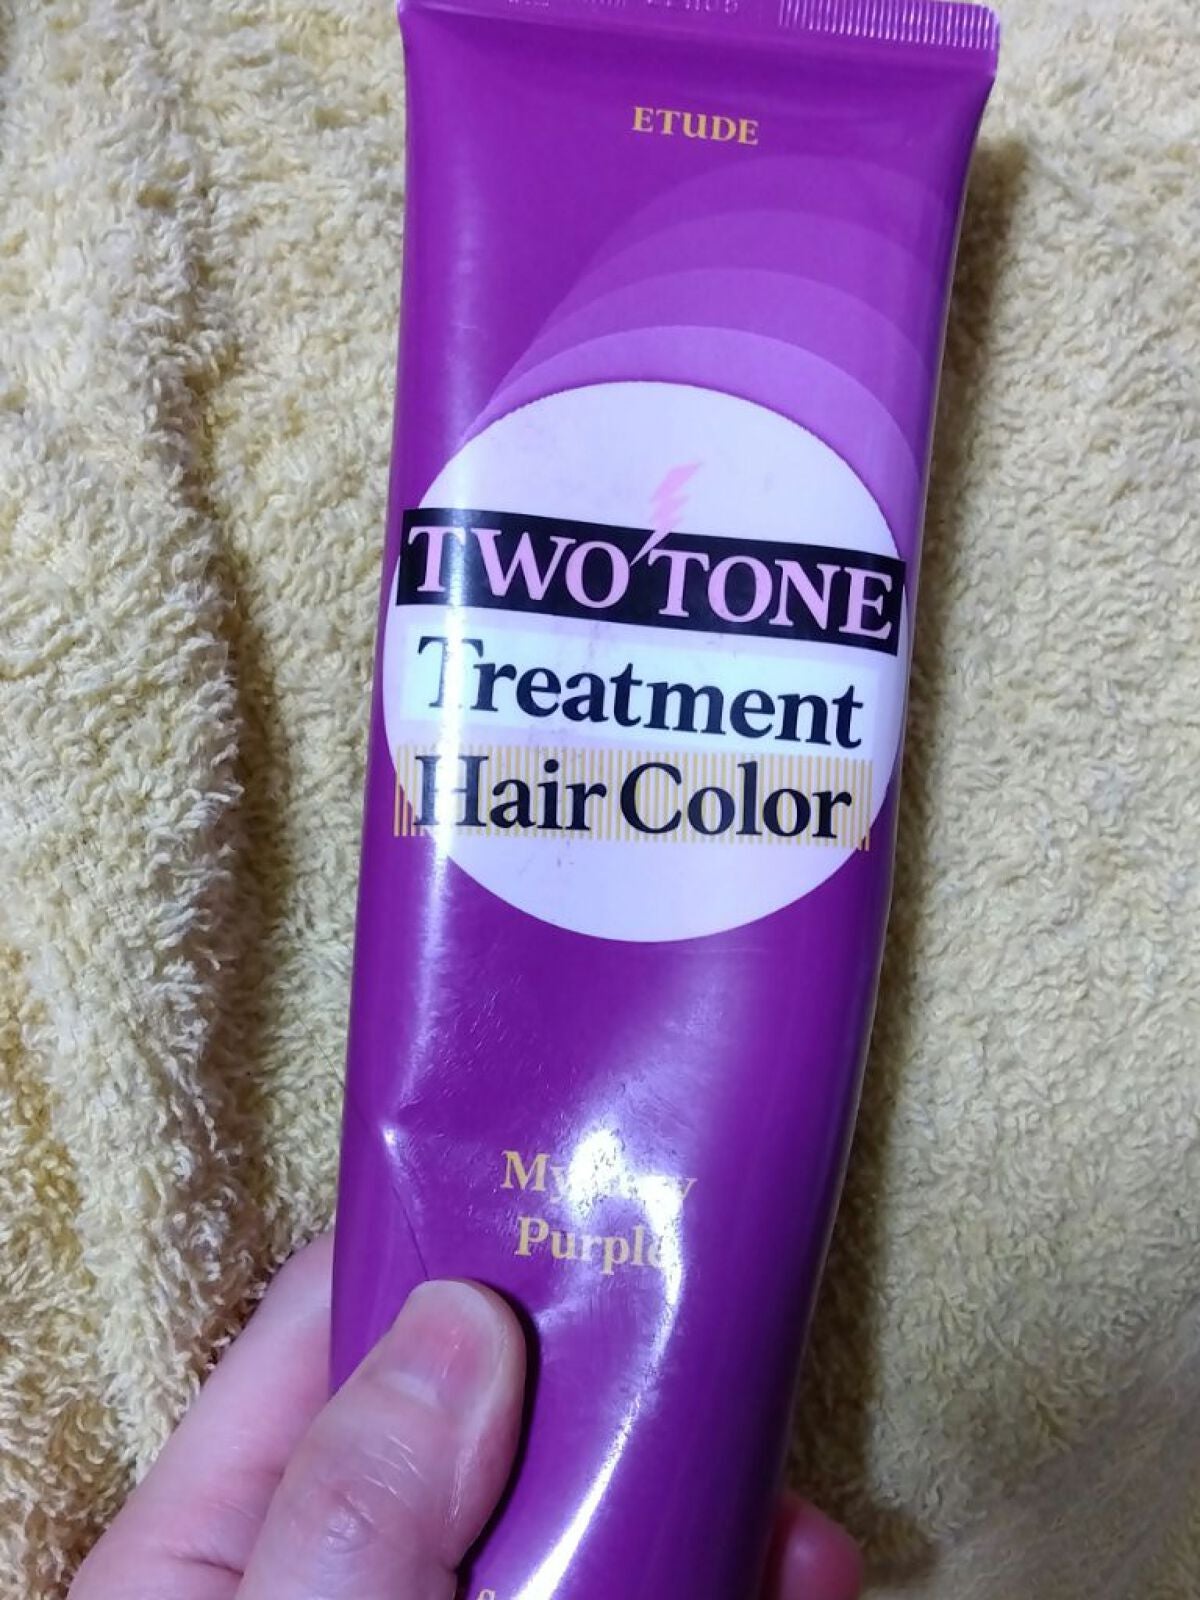 ETUDE
TWO TONE
Treatment
Hair Color
Purple